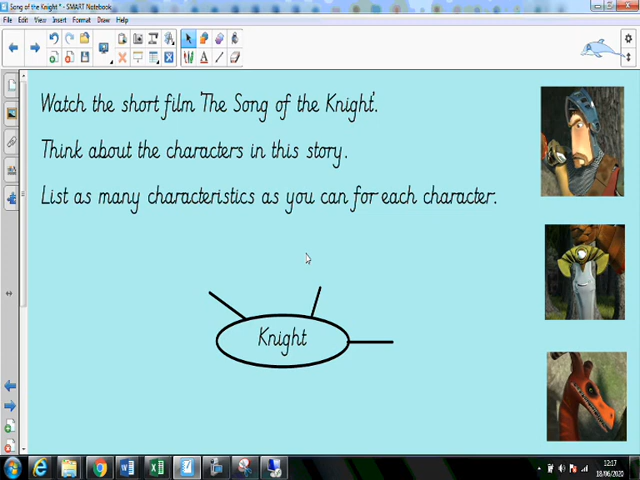 Song of the Knight * - SMART Notebook
File Edit View Insert Format Tools Draw Help
Watch the short film 'The Song of the Knight'.
Think about the characters in this story.
List as many characteristics as you can for each character.
Knight
12:17
18/06/2020